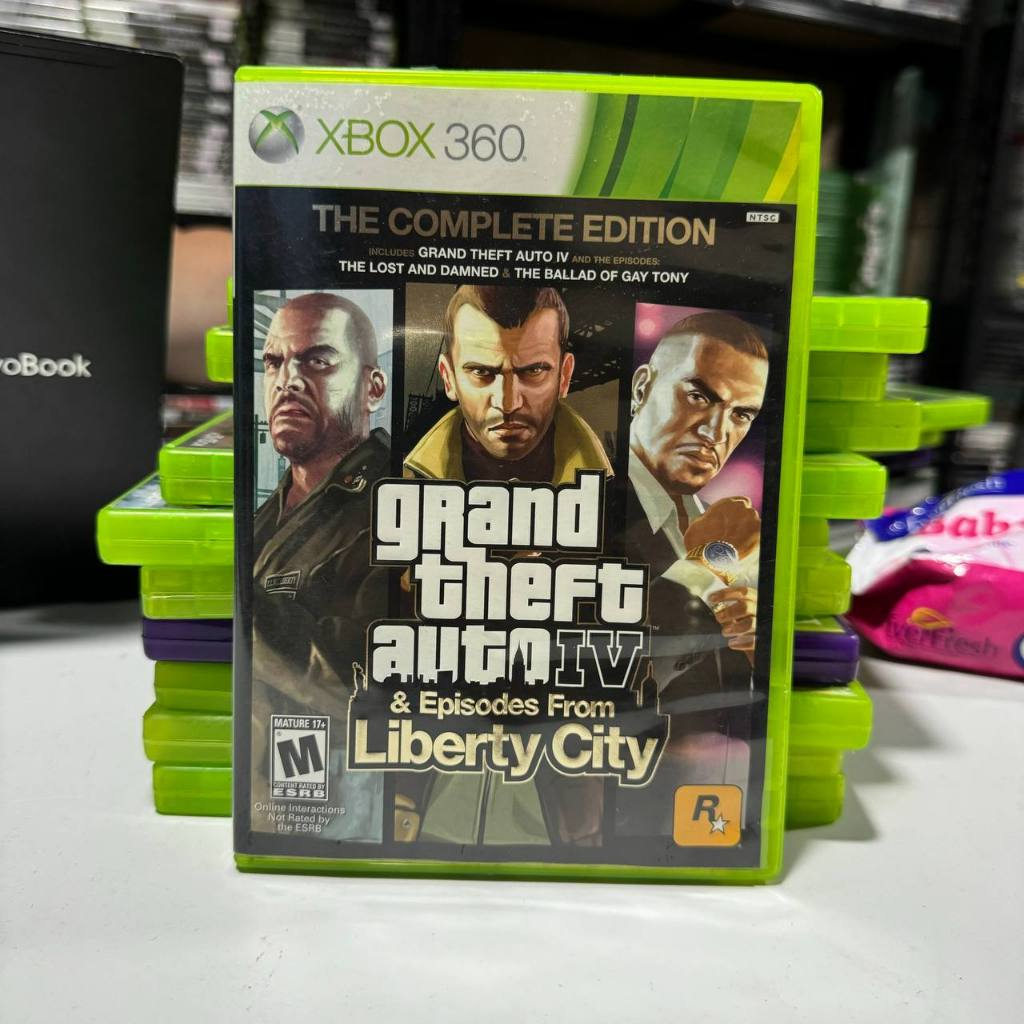 XBOX 360
THE COMPLETE EDITION
NTSC
INCLUDES GRAND THEFT AUTO IV AND THE EPISODES:
THE LOST AND DAMNED & THE BALLAD OF GAY TONY
voBook
grand
theft
auto IV
TM
& Episodes From
Liberty City
MATURE 17+
M
CONTENT RATED BY
ESRB
Online Interactions
Not Rated by
the ESRB
R
Bab
verFresh